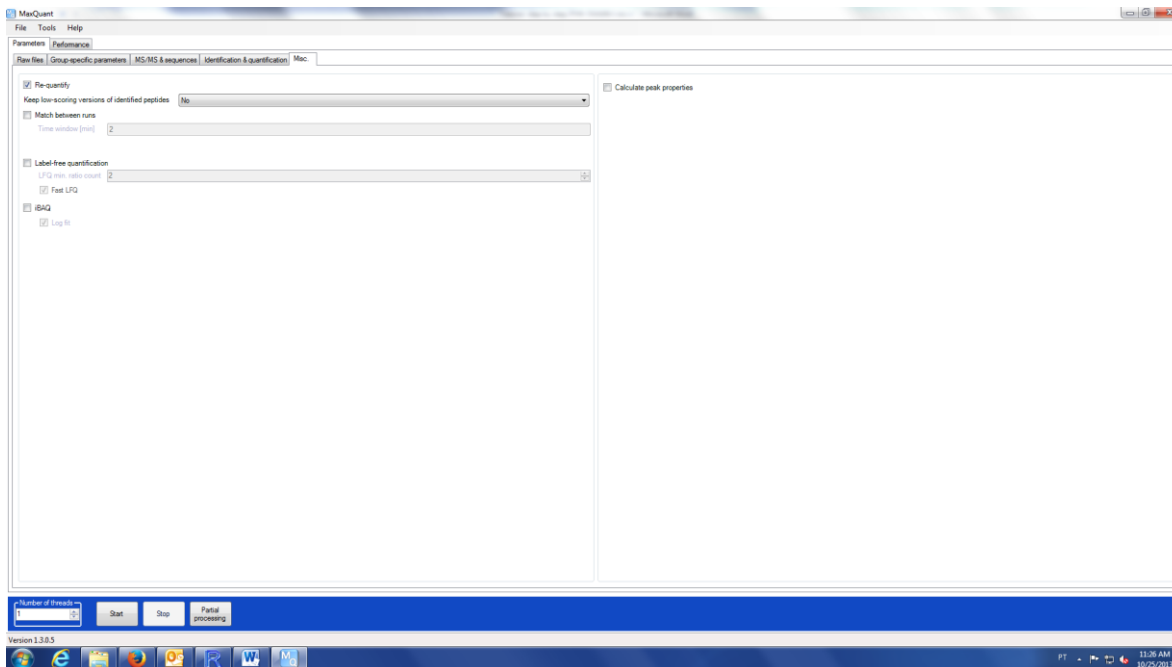 MaxQuant
File Tools Help
Parameters Performance
Raw files Group-specific parameters MS/MS & sequences Identification & quantification Misc.
Re-quantify
Calculate peak properties
Keep low-scoring versions of identified peptides No
Match between runs
Time window [min] 2
Label-free quantification
LFQ min. ratio count 2
Fast LFQ
iBAQ
Log fit
Number of threads
1
Start Stop Partial processing
Version 1.3.0.5
PT 11:26 AM